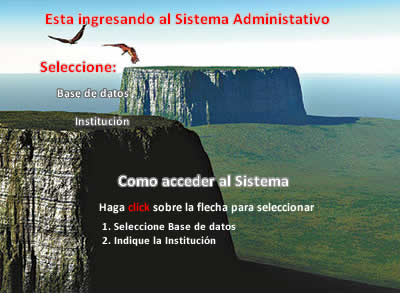 Esta ingresando al Sistema Administativo
Seleccione:
Base de datos
Institución
Como acceder al Sistema
Haga click sobre la flecha para seleccionar
1. Seleccione Base de datos
2. Indique la Institución